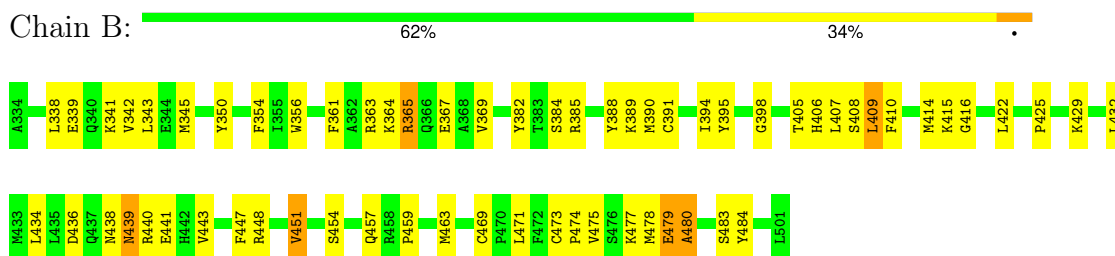 Chain B:
62% 34% •
A334 L338 E339 Q340 K341 V342 L343 E344 M345 Y350 F354 I355 W356 F361 A362 R363 K364 R365 Q366 E367 A368 V369 Y382 T383 S384 R385 Y388 K389 M390 C391 I394 Y395 G398 T405 H406 L407 S408 L409 F410 M414 K415 G416 L422 P425 K429 L432
M433 L434 L435 D436 Q437 N438 N439 R440 E441 H442 V443 F447 R448 V451 S454 Q457 R458 P459 M463 C469 P470 L471 F472 C473 P474 V475 S476 K477 M478 E479 A480 S483 Y484 L501